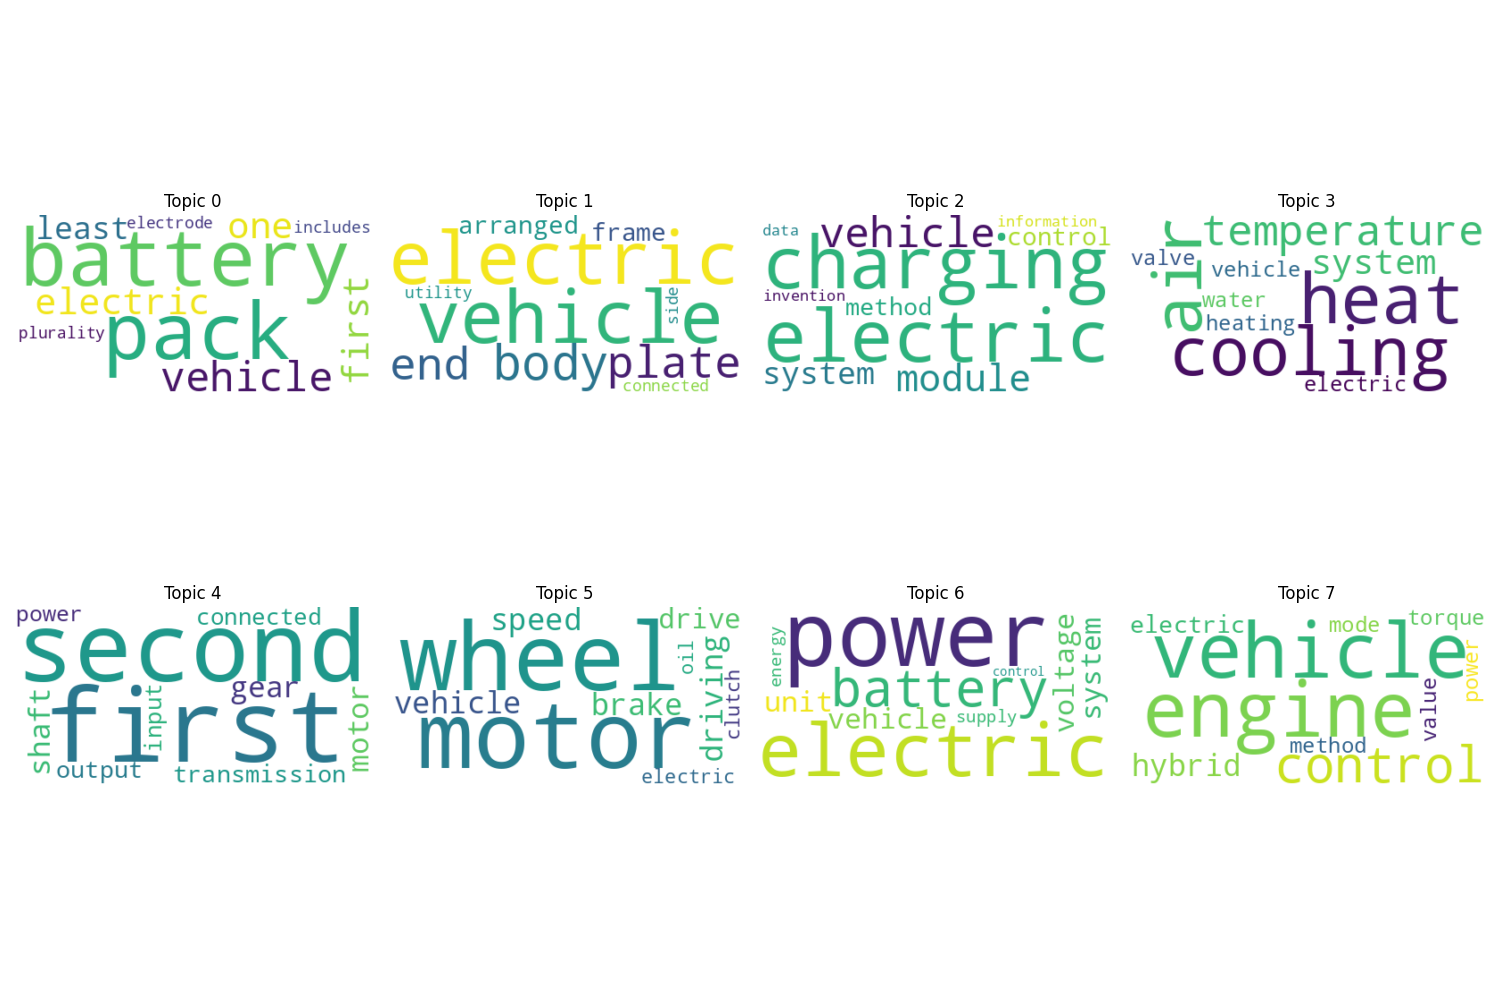 Topic 0
least electrode one includes
battery
electric
plurality pack first
vehicle
Topic 1
arranged frame
electric
utility vehicle side
end body plate
connected
Topic 2
data vehicle information
control
charging
invention method
electric
system module
Topic 3
air temperature
valve vehicle system
water heat
heating
cooling
electric
Topic 4
power connected
second
gear
shaft first input motor
output transmission
Topic 5
speed drive
wheel oil driving
vehicle brake clutch
motor
electric
Topic 6
energy power voltage system
control
unit battery
vehicle supply
electric
Topic 7
electric mode torque
vehicle power
engine value
method
hybrid control